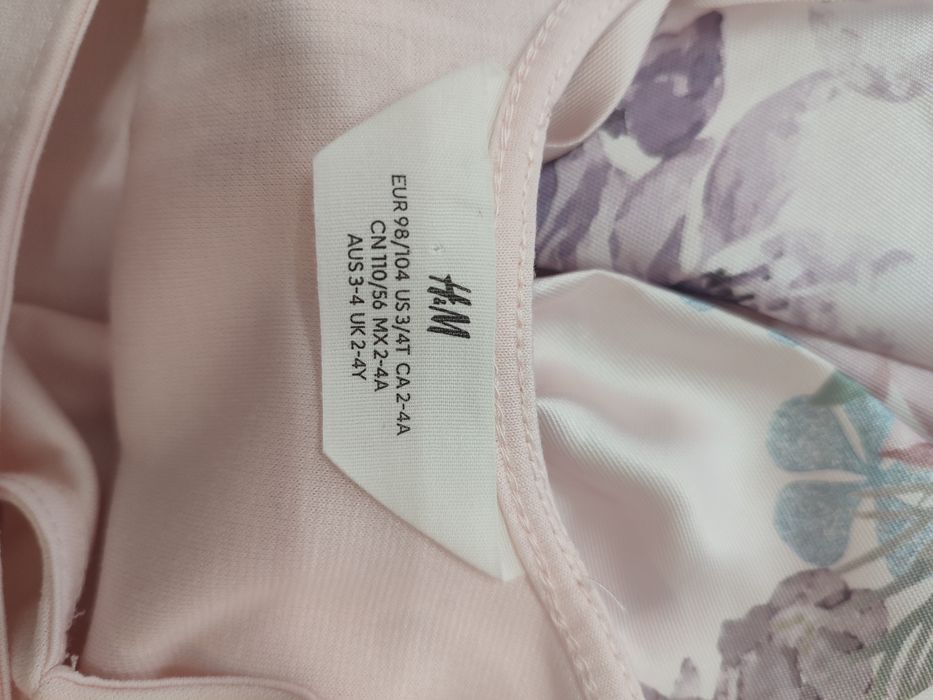 H&M
EUR 98/104 US 3/4T CA 2-4A
CN 110/56 MX 2-4A
AUS 3-4 UK 2-4Y